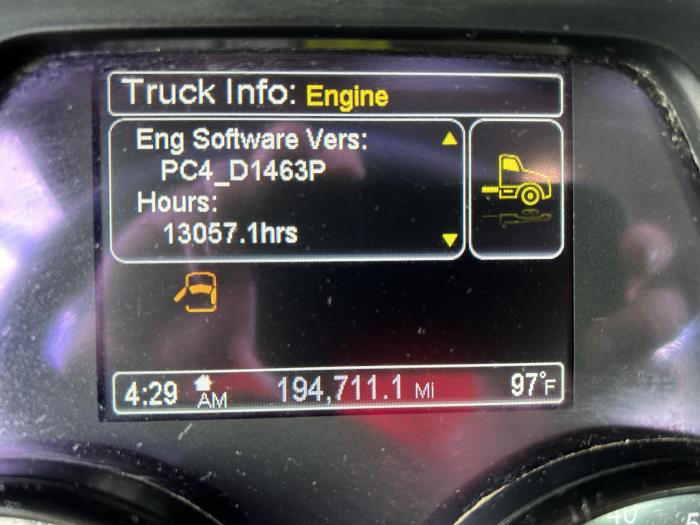 Truck Info: Engine
Eng Software Vers:
PC4_D1463P
Hours:
13057.1hrs
4:29 AM 194,711.1 MI 97°F